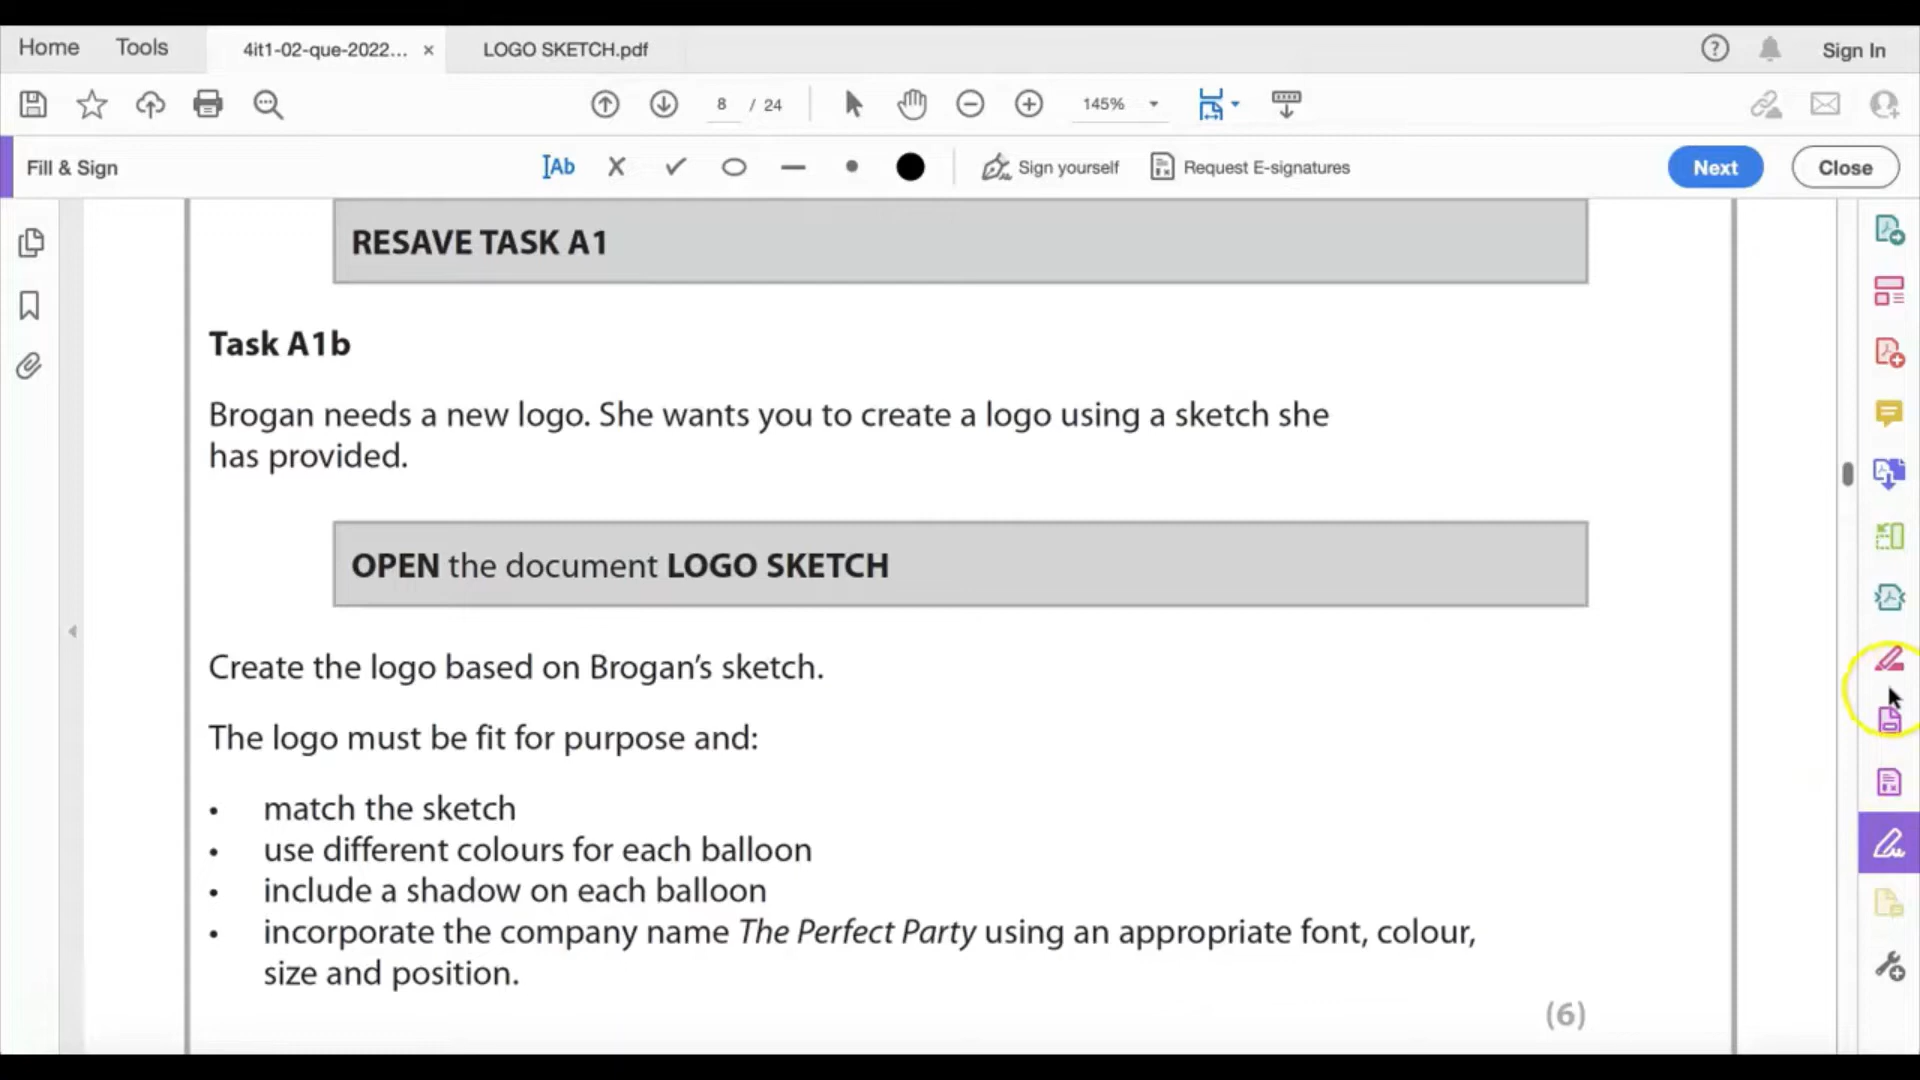 Home Tools 4it1-02-que-2022... × LOGO SKETCH.pdf Sign In
8 / 24 145%
Fill & Sign Ab Sign yourself Request E-signatures Next Close
RESAVE TASK A1
Task A1b
Brogan needs a new logo. She wants you to create a logo using a sketch she
has provided.
OPEN the document LOGO SKETCH
Create the logo based on Brogan's sketch.
The logo must be fit for purpose and:
• match the sketch
• use different colours for each balloon
• include a shadow on each balloon
• incorporate the company name The Perfect Party using an appropriate font, colour,
size and position.
(6)